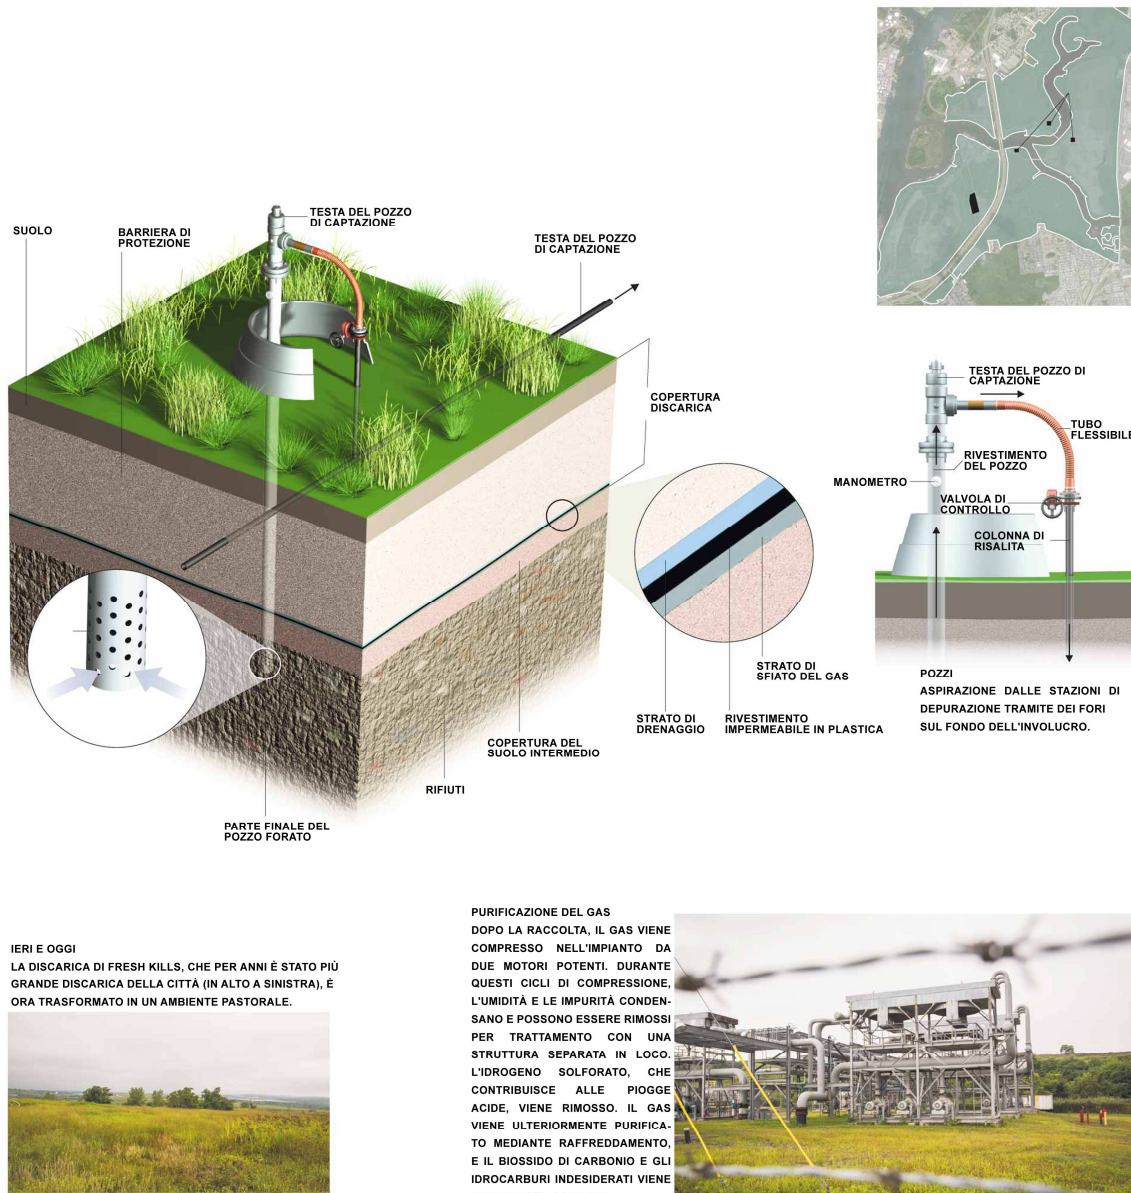 SUOLO
BARRIERA DI
PROTEZIONE
TESTA DEL POZZO
DI CAPTAZIONE
TESTA DEL POZZO
DI CAPTAZIONE
COPERTURA
DISCARICA
STRATO DI
SFIATO DEL GAS
STRATO DI
DRENAGGIO
RIVESTIMENTO
IMPERMEABILE IN PLASTICA
COPERTURA DEL
SUOLO INTERMEDIO
RIFIUTI
PARTE FINALE DEL
POZZO FORATO
TESTA DEL POZZO DI
CAPTAZIONE
TUBO
FLESSIBILE
RIVESTIMENTO
DEL POZZO
MANOMETRO
VALVOLA DI
CONTROLLO
COLONNA DI
RISALITA
POZZI
ASPIRAZIONE DALLE STAZIONI DI
DEPURAZIONE TRAMITE DEI FORI
SUL FONDO DELL'INVOLUCRO.
IERI E OGGI
LA DISCARICA DI FRESH KILLS, CHE PER ANNI È STATO PIÙ
GRANDE DISCARICA DELLA CITTÀ (IN ALTO A SINISTRA), È
ORA TRASFORMATO IN UN AMBIENTE PASTORALE.
PURIFICAZIONE DEL GAS
DOPO LA RACCOLTA, IL GAS VIENE
COMPRESSO NELL'IMPIANTO DA
DUE MOTORI POTENTI. DURANTE
QUESTI CICLI DI COMPRESSIONE,
L'UMIDITÀ E LE IMPURITÀ CONDEN-
SANO E POSSONO ESSERE RIMOSSI
PER TRATTAMENTO CON UNA
STRUTTURA SEPARATA IN LOCO.
L'IDROGENO SOLFORATO, CHE
CONTRIBUISCE ALLE PIOGGE
ACIDE, VIENE RIMOSSO. IL GAS
VIENE ULTERIORMENTE PURIFICA-
TO MEDIANTE RAFFREDDAMENTO,
E IL BIOSSIDO DI CARBONIO E GLI
IDROCARBURI INDESIDERATI VIENE